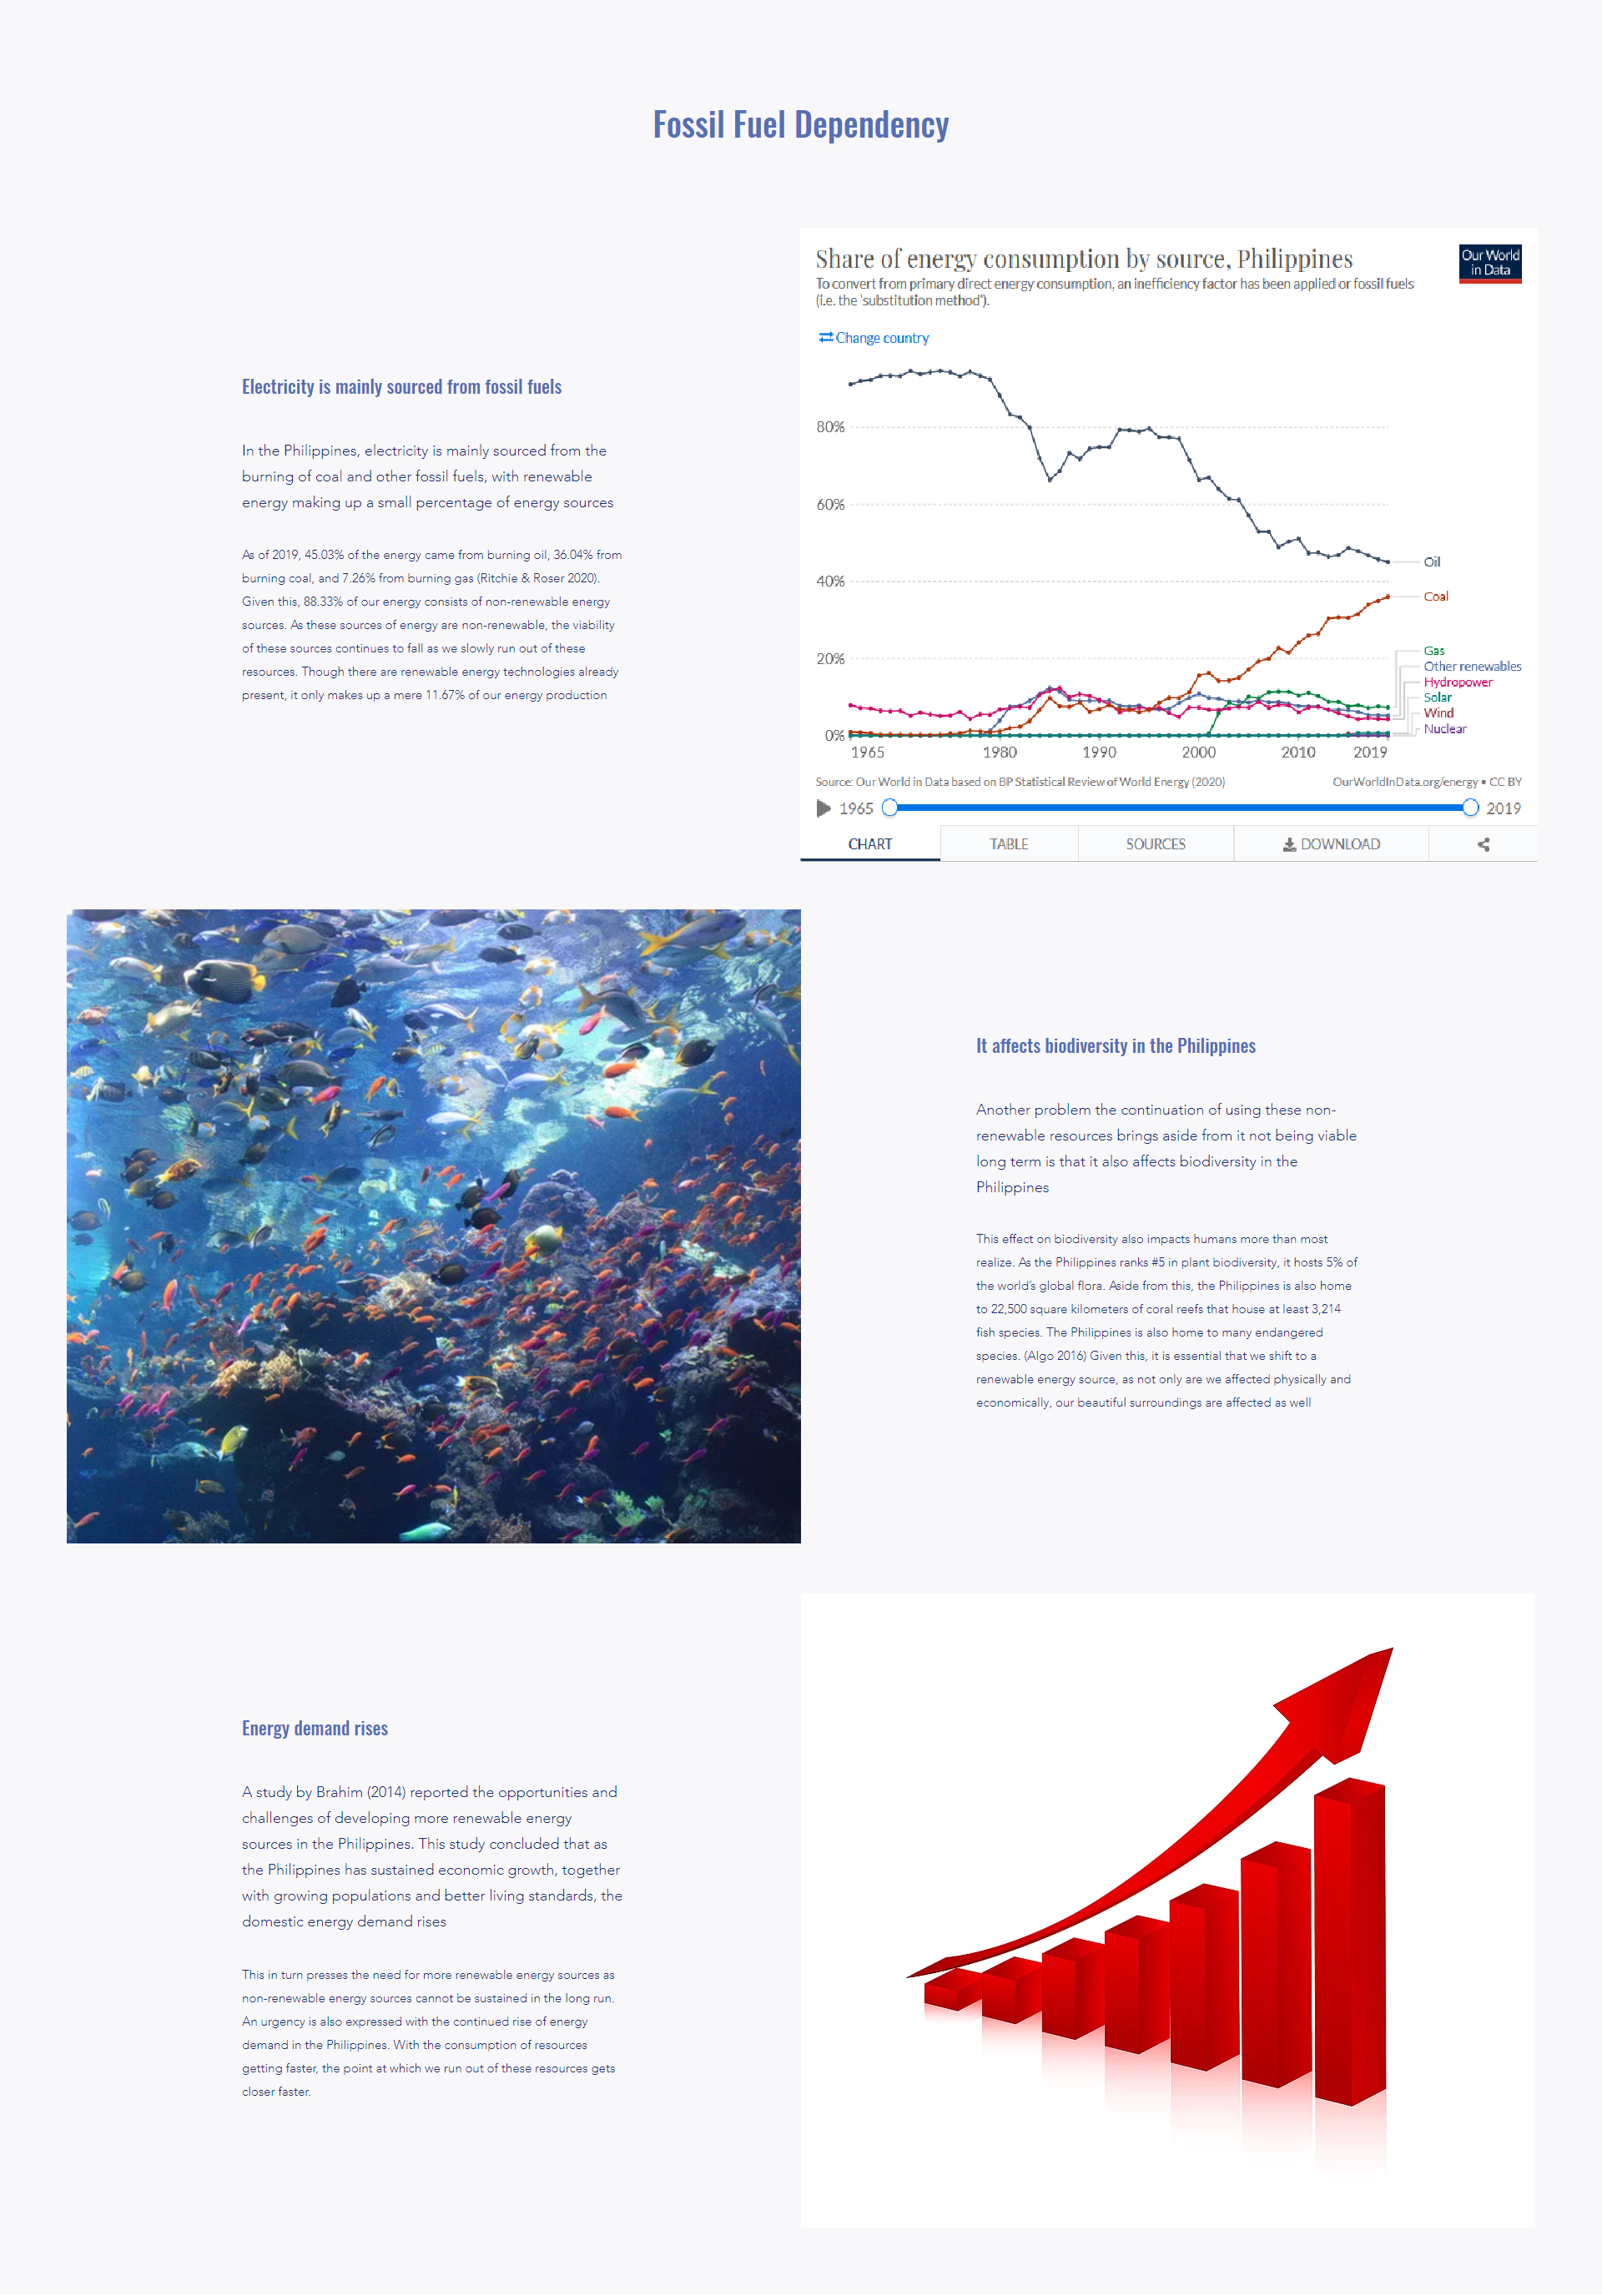 Fossil Fuel Dependency
Electricity is mainly sourced from fossil fuels
In the Philippines, electricity is mainly sourced from the
burning of coal and other fossil fuels, with renewable
energy making up a small percentage of energy sources
As of 2019, 45.03% of the energy came from burning oil, 36.04% from
burning coal, and 7.26% from burning gas (Ritchie & Roser 2020).
Given this, 88.33% of our energy consists of non-renewable energy
sources. As these sources of energy are non-renewable, the viability
of these sources continues to fall as we slowly run out of these
resources. Though there are renewable energy technologies already
present, it only makes up a mere 11.67% of our energy production
Share of energy consumption by source, Philippines
To convert from primary direct energy consumption, an inefficiency factor has been applied or fossil fuels
(i.e. the 'substitution method').
Our World
in Data
Change country
80%
60%
40%
20%
0%
1965
1980
1990
2000
2010
2019
Oil
Coal
Gas
Other renewables
Hydropower
Solar
Wind
Nuclear
Source: Our World in Data based on BP Statistical Review of World Energy (2020)
OurWorldInData.org/energy • CC BY
1965
2019
CHART
TABLE
SOURCES
DOWNLOAD
It affects biodiversity in the Philippines
Another problem the continuation of using these non-
renewable resources brings aside from it not being viable
long term is that it also affects biodiversity in the
Philippines
This effect on biodiversity also impacts humans more than most
realize. As the Philippines ranks #5 in plant biodiversity, it hosts 5% of
the world's global flora. Aside from this, the Philippines is also home
to 22,500 square kilometers of coral reefs that house at least 3,214
fish species. The Philippines is also home to many endangered
species. (Algo 2016) Given this, it is essential that we shift to a
renewable energy source, as not only are we affected physically and
economically, our beautiful surroundings are affected as well
Energy demand rises
A study by Brahim (2014) reported the opportunities and
challenges of developing more renewable energy
sources in the Philippines. This study concluded that as
the Philippines has sustained economic growth, together
with growing populations and better living standards, the
domestic energy demand rises
This in turn presses the need for more renewable energy sources as
non-renewable energy sources cannot be sustained in the long run.
An urgency is also expressed with the continued rise of energy
demand in the Philippines. With the consumption of resources
getting faster, the point at which we run out of these resources gets
closer faster.